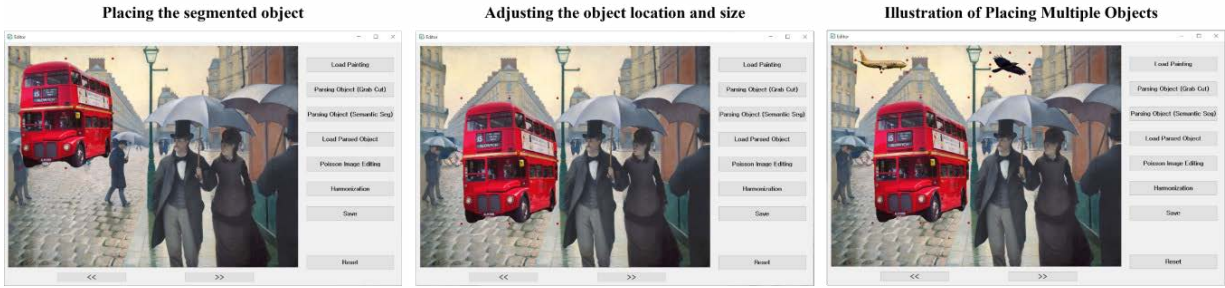 Placing the segmented object
Editor
Load Painting
Parsing Object (Grab Cut)
Parsing Object (Semantic Seg)
Load Parsed Object
Poisson Image Editing
Harmonization
Save
Reset
<< >>
Adjusting the object location and size
Editor
Load Painting
Parsing Object (Grab Cut)
Parsing Object (Semantic Seg)
Load Parsed Object
Poisson Image Editing
Harmonization
Save
Reset
<< >>
Illustration of Placing Multiple Objects
Editor
Load Painting
Parsing Object (Grab Cut)
Parsing Object (Semantic Seg)
Load Parsed Object
Poisson Image Editing
Harmonization
Save
Reset
<< >>